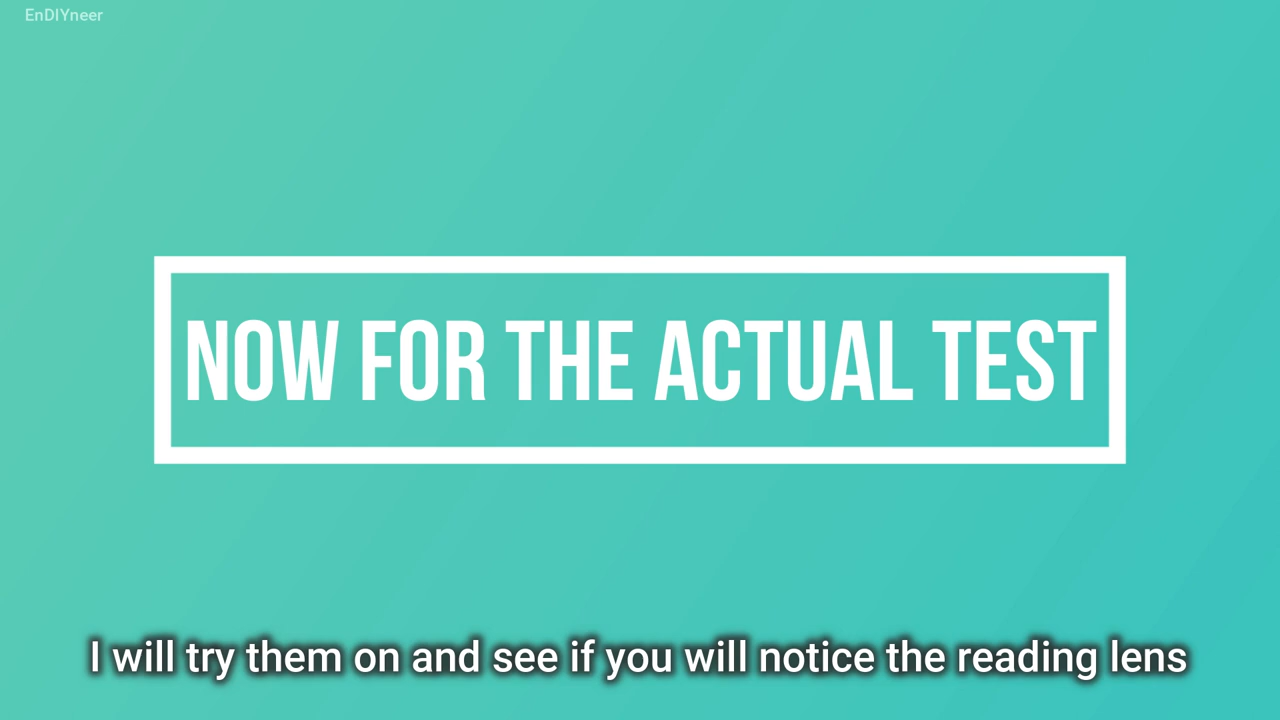 EnDIYneer
NOW FOR THE ACTUAL TEST
I will try them on and see if you will notice the reading lens